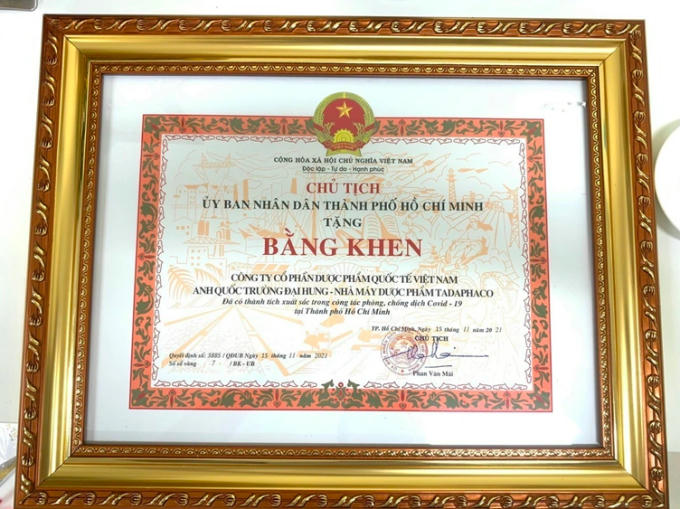 CỘNG HÒA XÃ HỘI CHỦ NGHĨA VIỆT NAM
Độc lập - Tự do - Hạnh phúc
CHỦ TỊCH
ỦY BAN NHÂN DÂN THÀNH PHỐ HỒ CHÍ MINH
TẶNG
BẰNG KHEN
CÔNG TY CỔ PHẦN DƯỢC PHẨM QUỐC TẾ VIỆT NAM
ANH QUỐC TRƯỜNG ĐẠI HƯNG - NHÀ MÁY DƯỢC PHẨM TADAPHACO
Đã có thành tích xuất sắc trong công tác phòng, chống dịch Covid - 19
tại Thành phố Hồ Chí Minh
TP. Hồ Chí Minh, Ngày 15 tháng 11 năm 2021
CHỦ TỊCH
Quyết định số: 3885 / QĐUB Ngày 15 tháng 11 năm 2021
Số sổ vàng 7 / BK - UB
Phan Văn Mãi